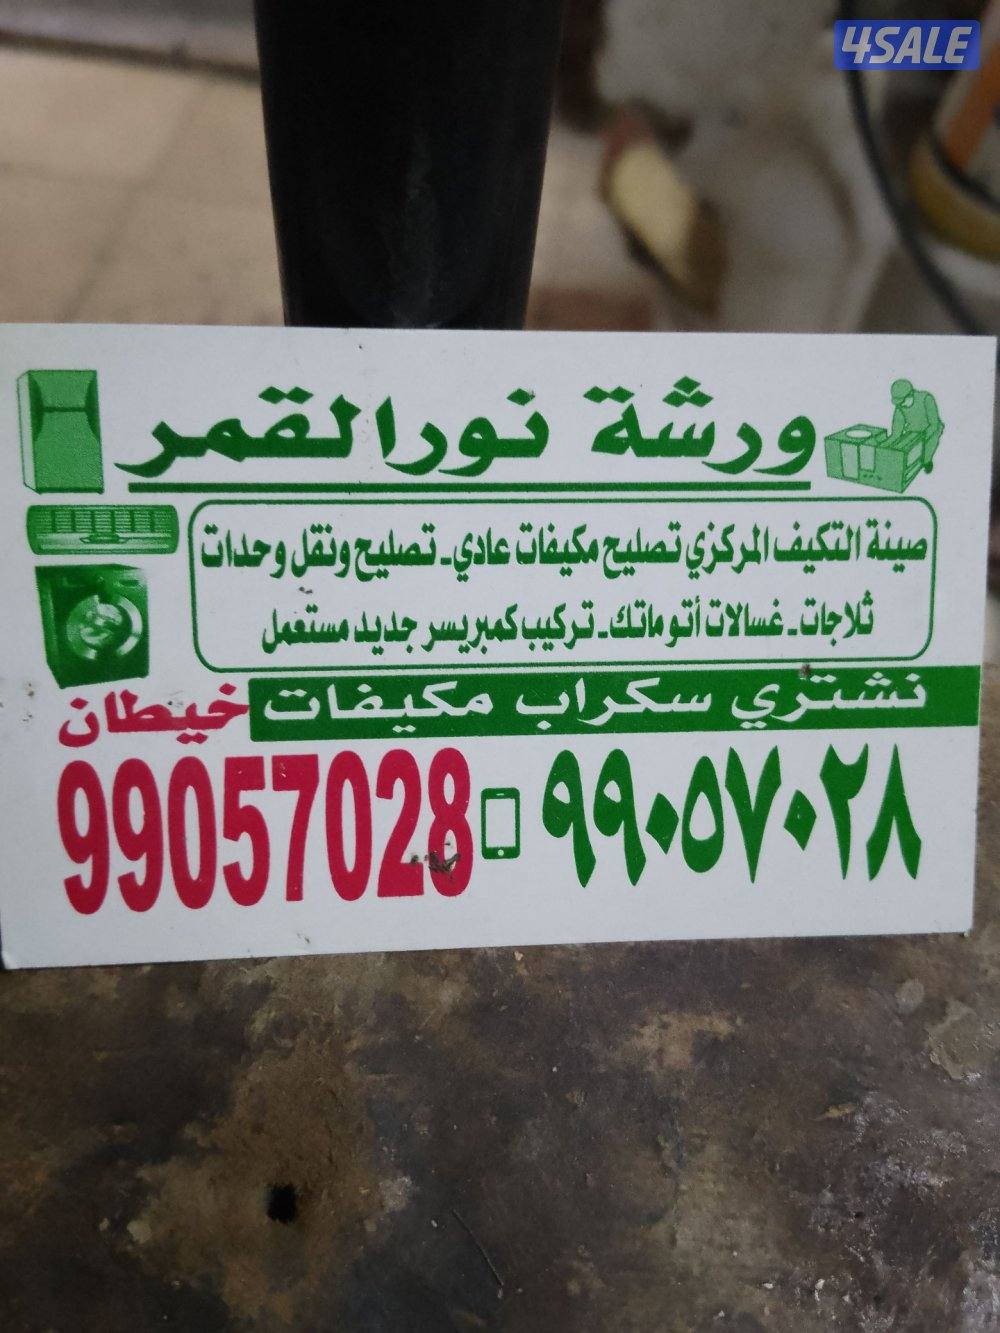 4SALE
ورشة نورالقمر
صينة التكيف المركزي تصليح مكيفات عادي - تصليح ونقل وحدات
ثلاجات - غسالات أتوماتك - تركيب كمبريسر جديد مستعمل
نشتري سكراب مكيفات خيطان
99057028 ٩٩٠٥٧٠٢٨